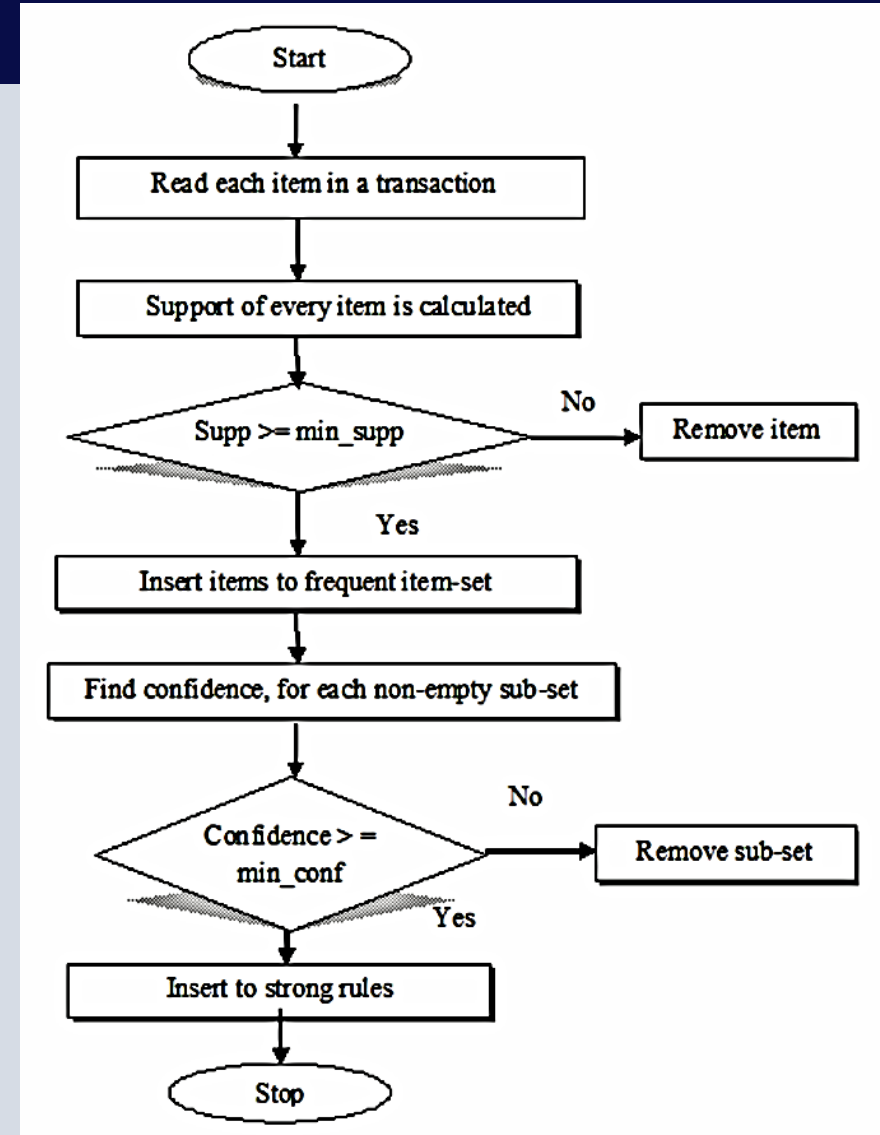 Start
Read each item in a transaction
Support of every item is calculated
Supp >= min_supp
No
Remove item
Yes
Insert items to frequent item-set
Find confidence, for each non-empty sub-set
Confidence > =
min_conf
No
Remove sub-set
Yes
Insert to strong rules
Stop